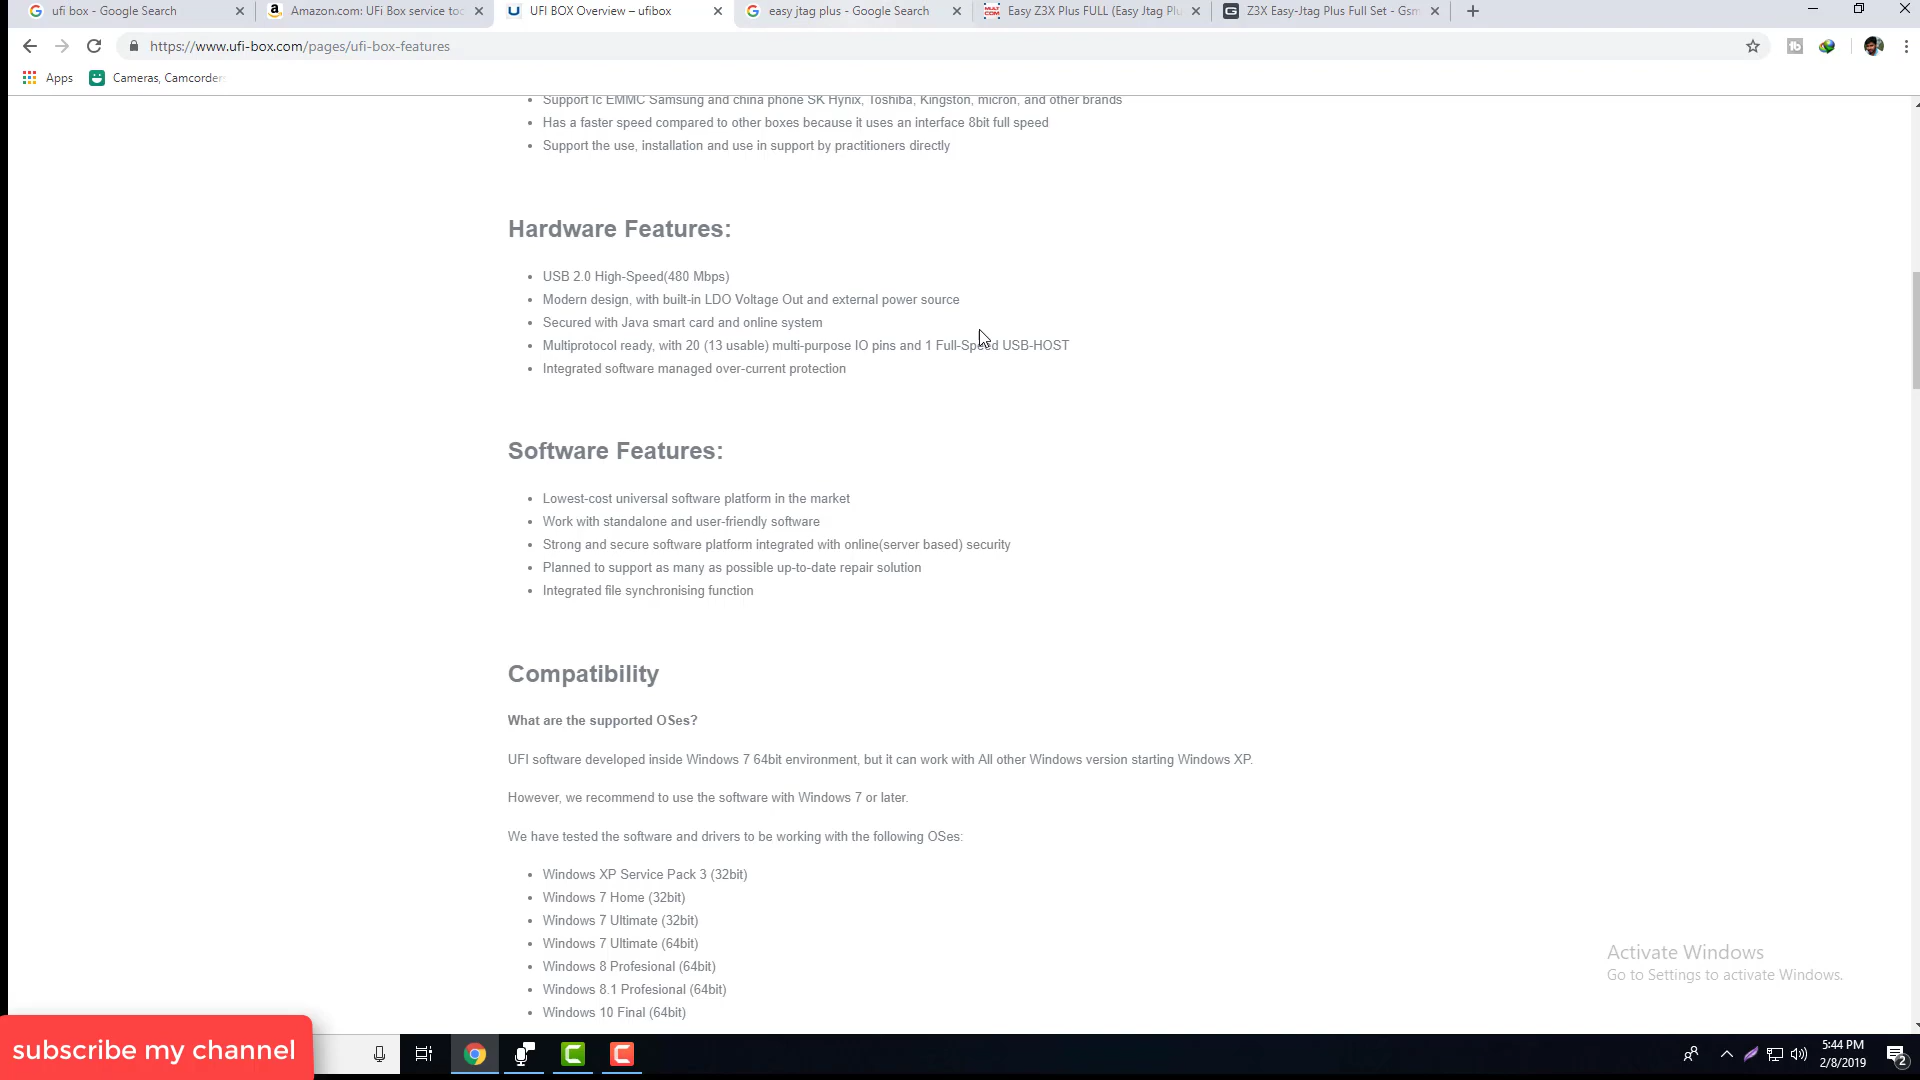 ufi box - Google Search
Amazon.com: UFi Box service too
UFI BOX Overview – ufibox
easy jtag plus - Google Search
Easy Z3X Plus FULL (Easy Jtag Plu
Z3X Easy-Jtag Plus Full Set - Gsm
https://www.ufi-box.com/pages/ufi-box-features
Apps
Cameras, Camcorders
Support Ic EMMC Samsung and china phone SK Hynix, Toshiba, Kingston, micron, and other brands
Has a faster speed compared to other boxes because it uses an interface 8bit full speed
Support the use, installation and use in support by practitioners directly
Hardware Features:
USB 2.0 High-Speed(480 Mbps)
Modern design, with built-in LDO Voltage Out and external power source
Secured with Java smart card and online system
Multiprotocol ready, with 20 (13 usable) multi-purpose IO pins and 1 Full-Speed USB-HOST
Integrated software managed over-current protection
Software Features:
Lowest-cost universal software platform in the market
Work with standalone and user-friendly software
Strong and secure software platform integrated with online(server based) security
Planned to support as many as possible up-to-date repair solution
Integrated file synchronising function
Compatibility
What are the supported OSes?
UFI software developed inside Windows 7 64bit environment, but it can work with All other Windows version starting Windows XP.
However, we recommend to use the software with Windows 7 or later.
We have tested the software and drivers to be working with the following OSes:
Windows XP Service Pack 3 (32bit)
Windows 7 Home (32bit)
Windows 7 Ultimate (32bit)
Windows 7 Ultimate (64bit)
Windows 8 Profesional (64bit)
Windows 8.1 Profesional (64bit)
Windows 10 Final (64bit)
Activate Windows
Go to Settings to activate Windows.
subscribe my channel
5:44 PM
2/8/2019
2